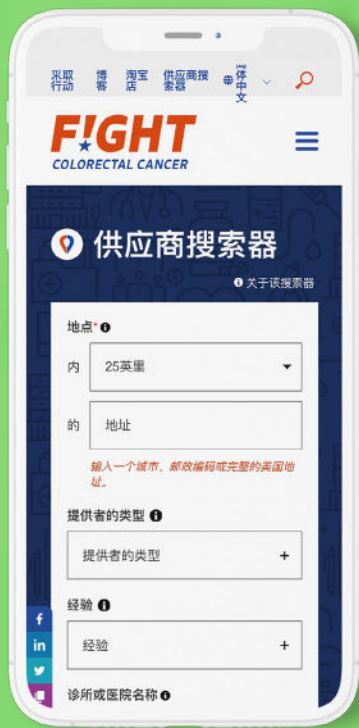 采取行动
博客
淘宝店
供应商搜索器
简体中文
F!GHT
COLORECTAL CANCER
供应商搜索器
关于该搜索器
地点*
内
25英里
的
地址
输入一个城市、邮政编码或完整的美国地
址。
提供者的类型
提供者的类型 +
经验
经验 +
诊所或医院名称